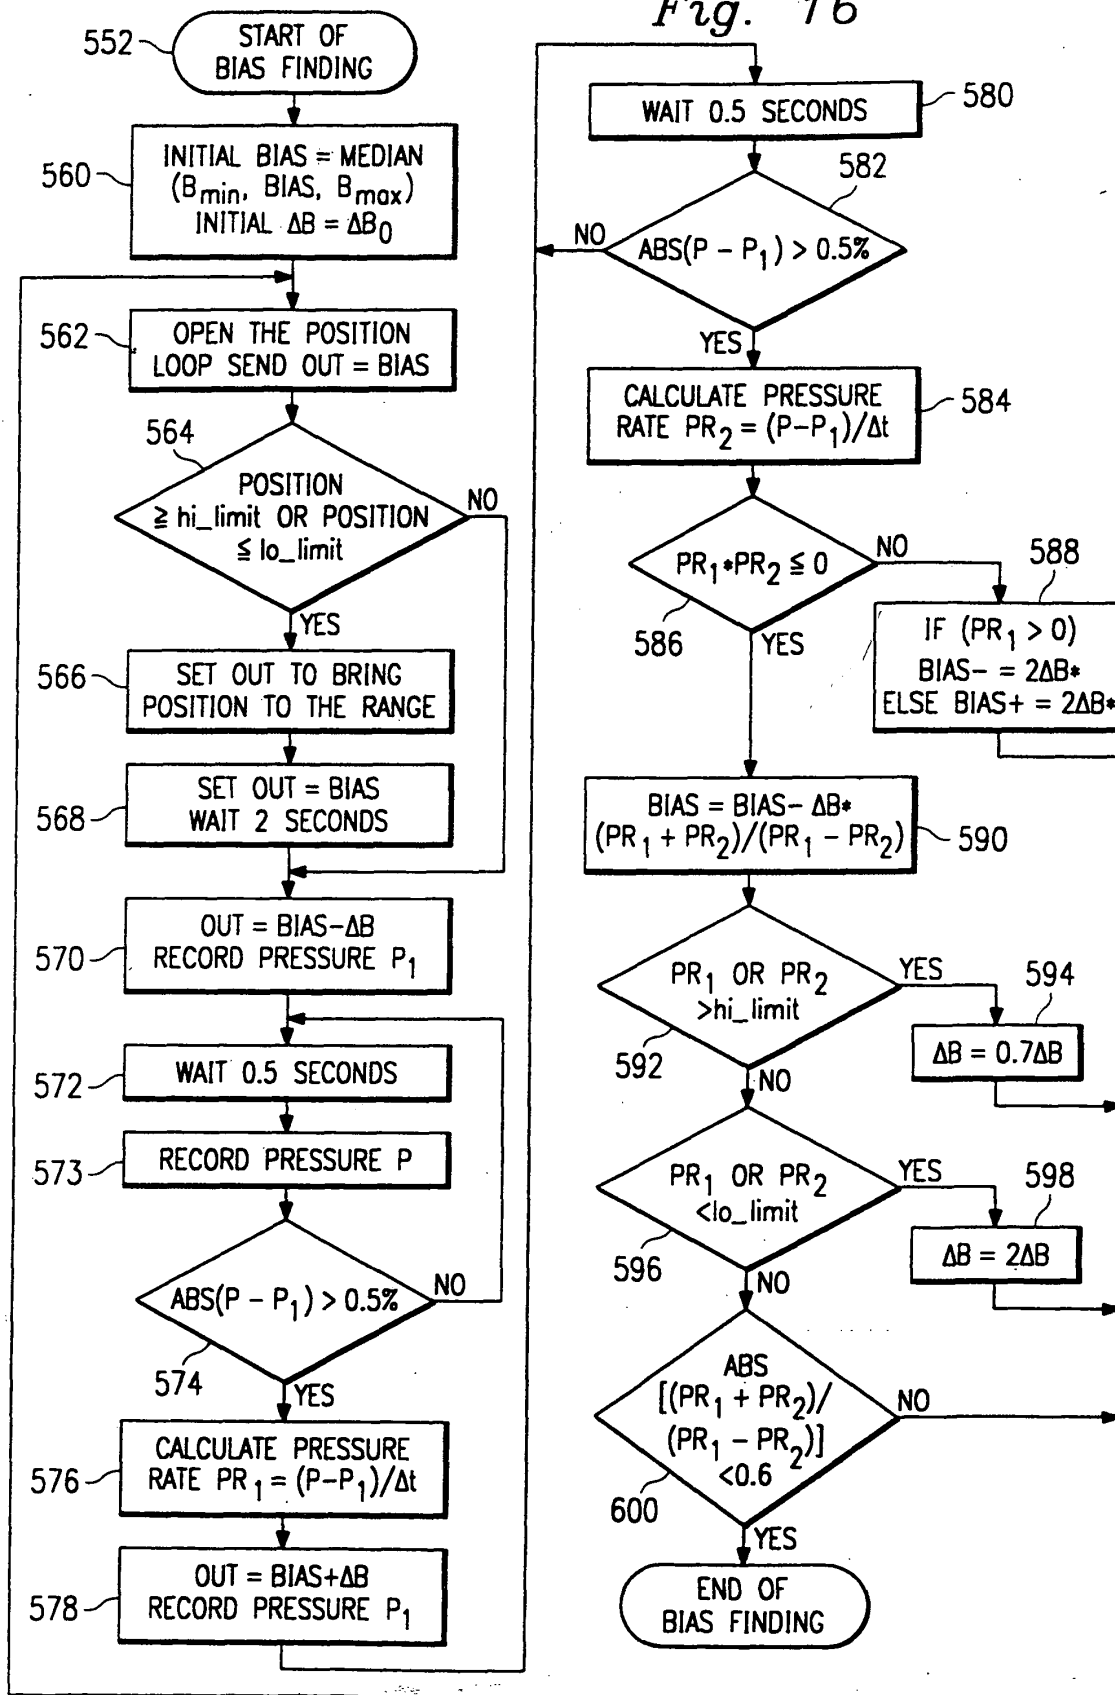 Fig. 16
552
START OF
BIAS FINDING
560
INITIAL BIAS = MEDIAN
(Bmin, BIAS, Bmax)
INITIAL ΔB = ΔB0
562
OPEN THE POSITION
LOOP SEND OUT = BIAS
564
POSITION
≧ hi_limit OR POSITION
≦ lo_limit
NO
YES
566
SET OUT TO BRING
POSITION TO THE RANGE
568
SET OUT = BIAS
WAIT 2 SECONDS
570
OUT = BIAS-ΔB
RECORD PRESSURE P1
572
WAIT 0.5 SECONDS
573
RECORD PRESSURE P
574
ABS(P - P1) > 0.5%
NO
YES
576
CALCULATE PRESSURE
RATE PR1 = (P-P1)/Δt
578
OUT = BIAS+ΔB
RECORD PRESSURE P1
WAIT 0.5 SECONDS
580
582
NO
ABS(P - P1) > 0.5%
YES
CALCULATE PRESSURE
RATE PR2 = (P-P1)/Δt
584
PR1*PR2 ≦ 0
NO
586
YES
588
IF (PR1 > 0)
BIAS- = 2ΔB*
ELSE BIAS+ = 2ΔB*
BIAS = BIAS- ΔB*
(PR1 + PR2)/(PR1 - PR2)
590
PR1 OR PR2
>hi_limit
YES
592
NO
594
ΔB = 0.7ΔB
PR1 OR PR2
<lo_limit
YES
596
NO
598
ΔB = 2ΔB
ABS
[(PR1 + PR2)/
(PR1 - PR2)]
<0.6
NO
600
YES
END OF
BIAS FINDING